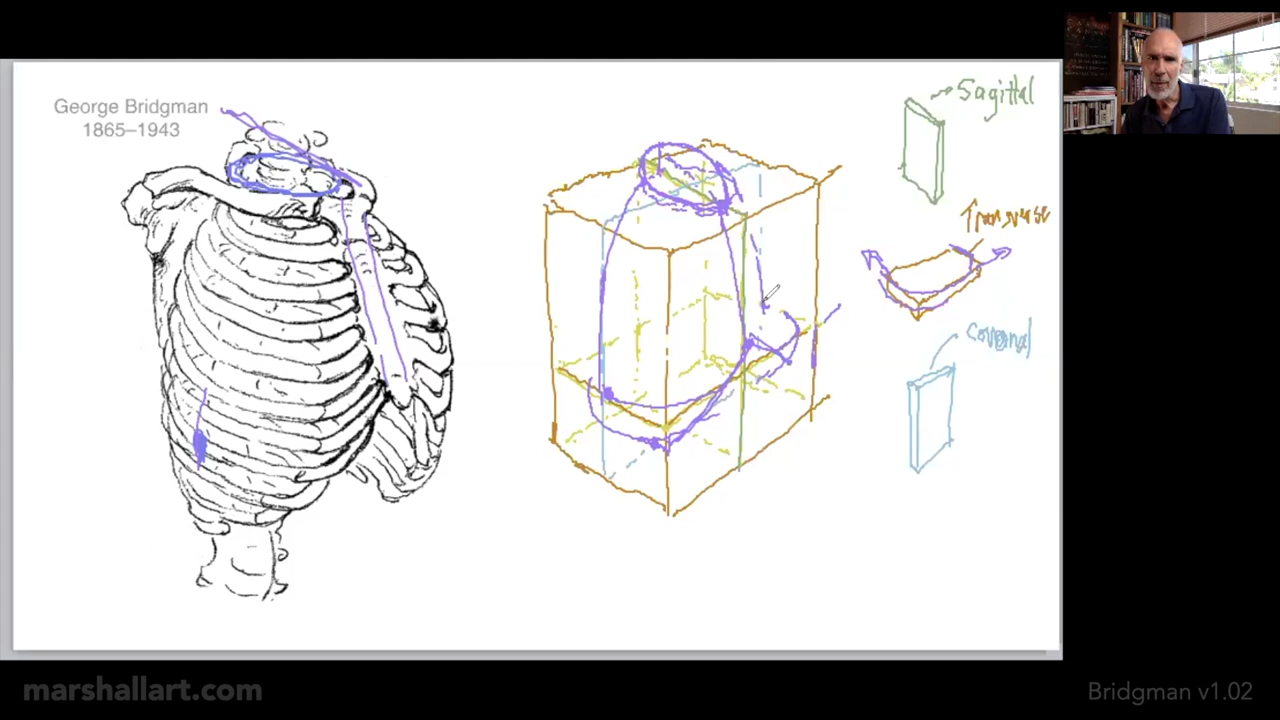 George Bridgman
1865–1943
Sagittal
Transverse
Coronal
marshallart.com
Bridgman v1.02